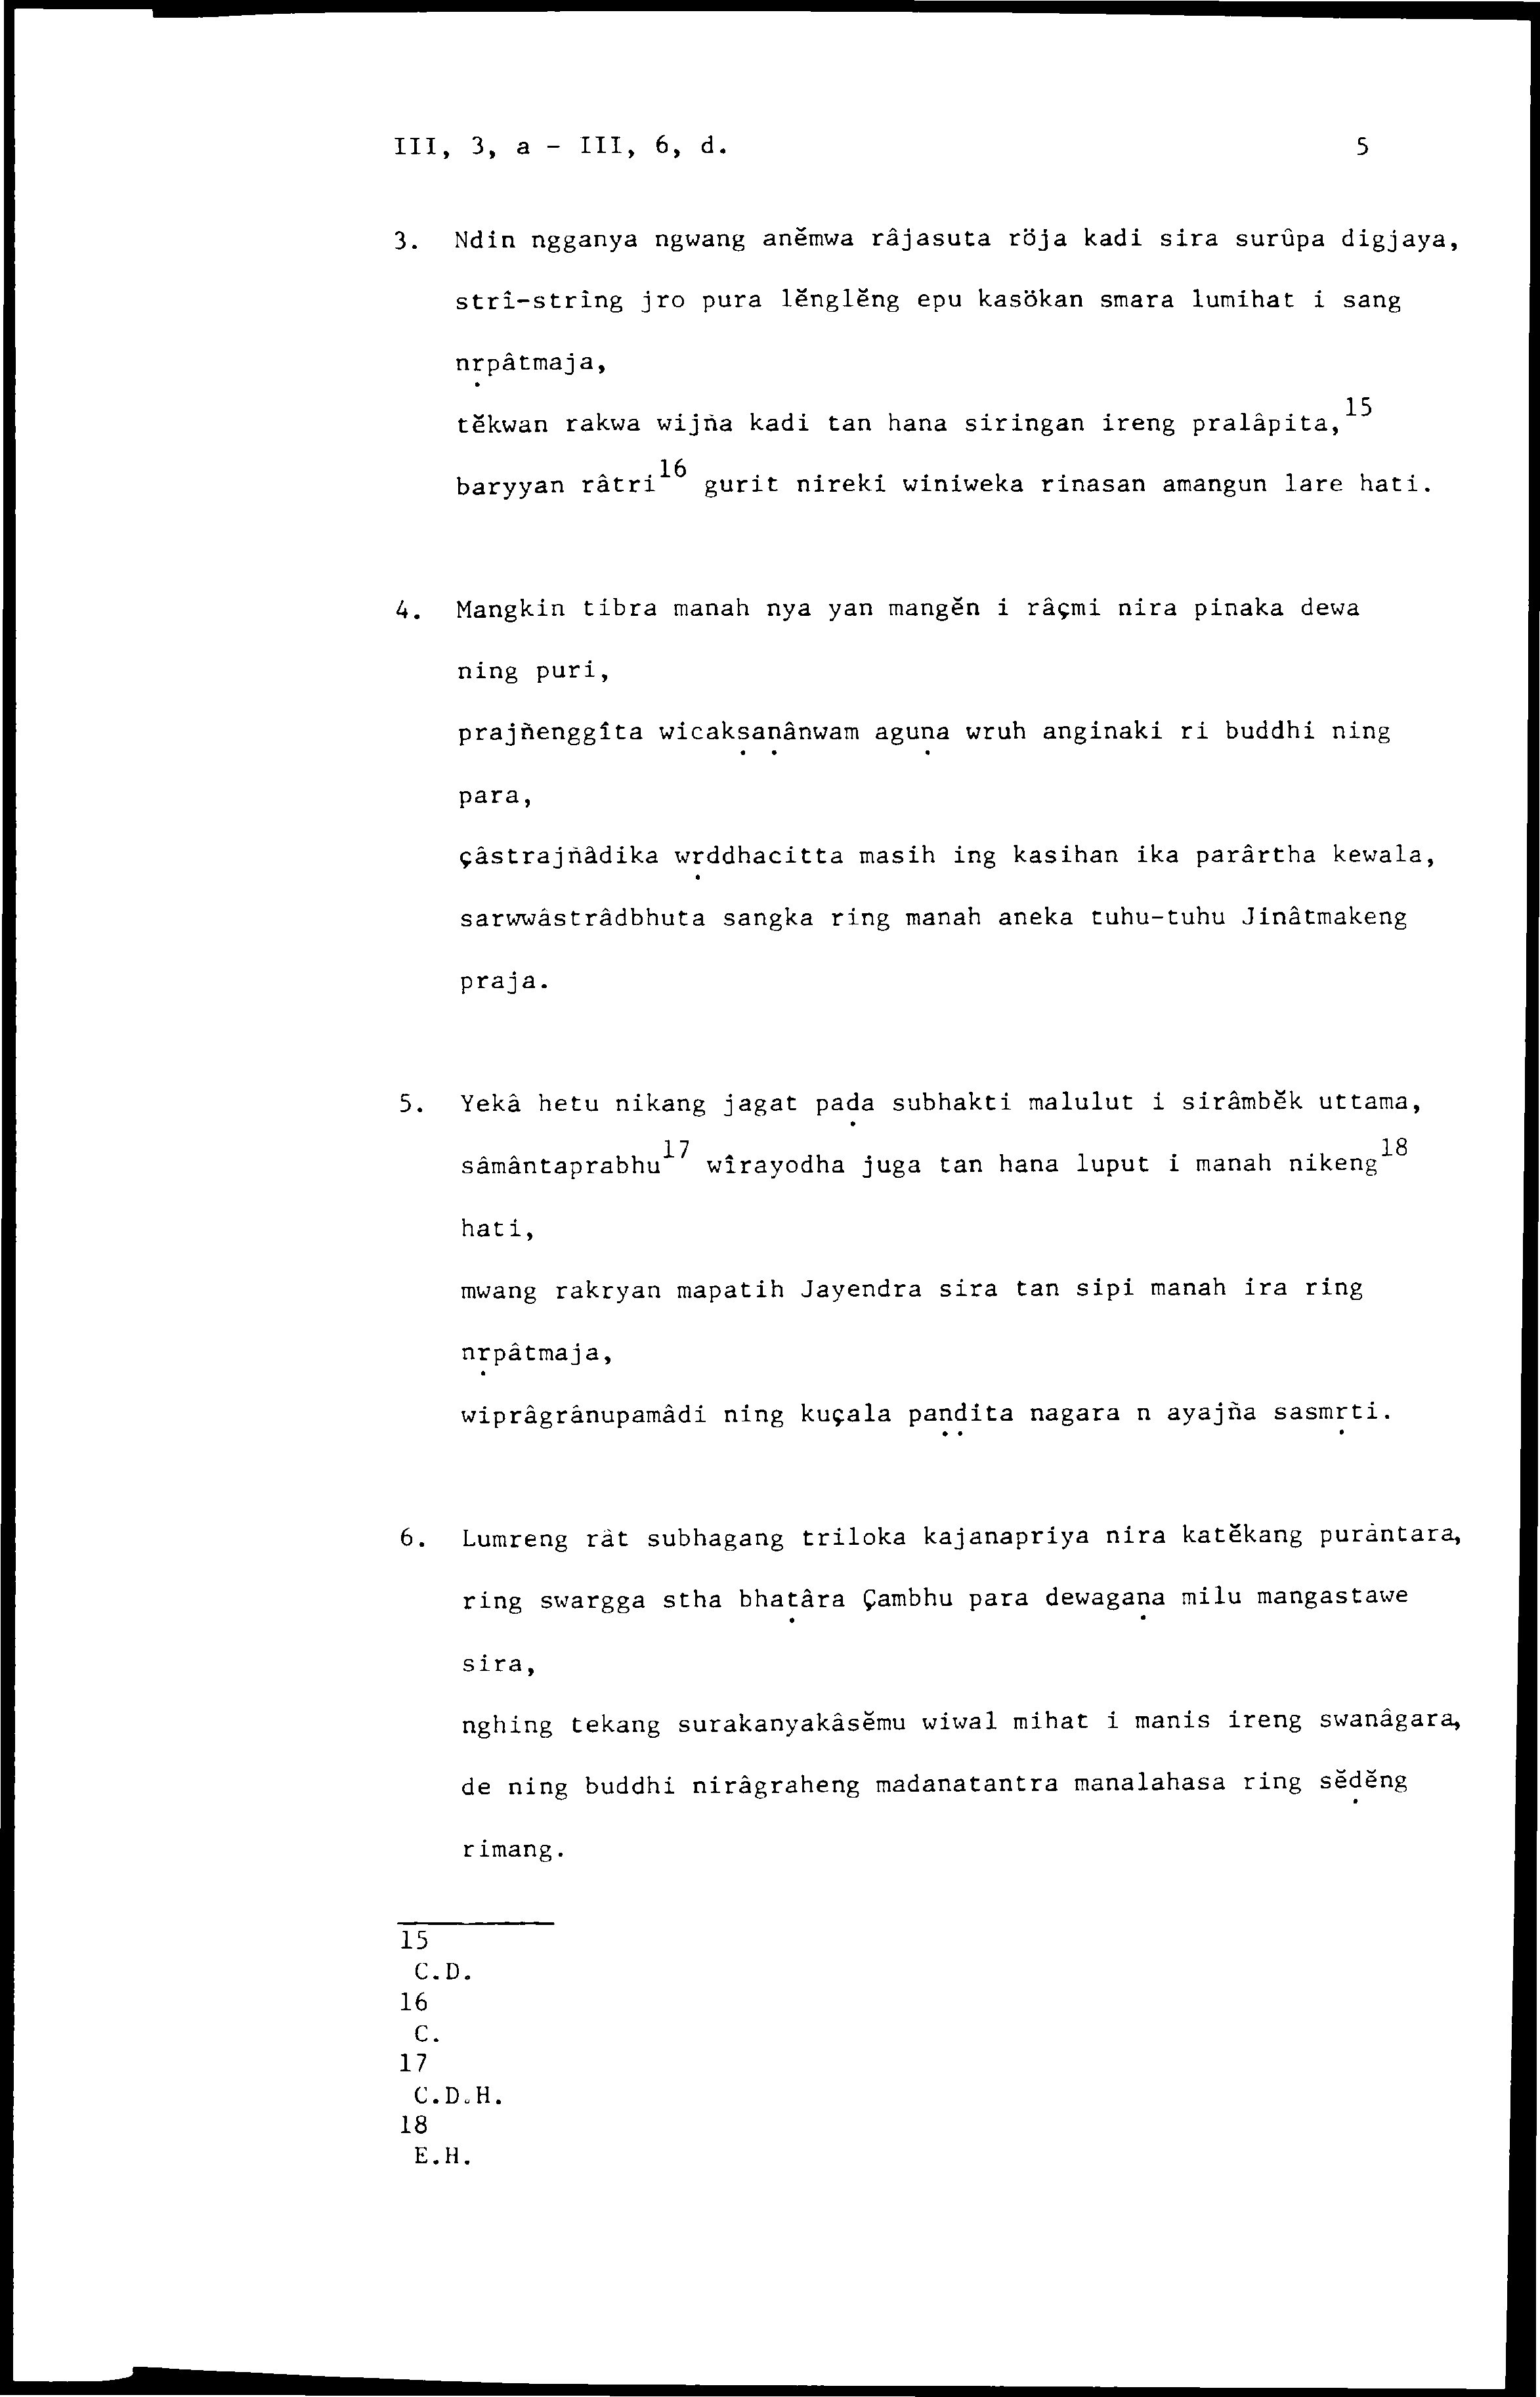 III, 3, a - III, 6, d. 5
3. Ndin ngganya ngwang anĕmwa râjasuta röja kadi sira surûpa digjaya,
strî-strîng jro pura lĕnglĕng epu kasökan smara lumihat i sang
nṛpâtmaja,
tĕkwan rakwa wijña kadi tan hana siringan ireng pralâpita,15
baryyan râtri16 gurit nireki winiweka rinasan amangun lare hati.
4. Mangkin tibra manah nya yan mangĕn i râçmi nira pinaka dewa
ning puri,
prajñenggîta wicakṣaṇânwam aguṇa wruh anginaki ri buddhi ning
para,
çâstrajñâdika wṛddhacitta masih ing kasihan ika parârtha kewala,
sarwwâstrâdbhuta sangka ring manah aneka tuhu-tuhu Jinâtmakeng
praja.
5. Yekâ hetu nikang jagat paḍa subhakti malulut i sirâmbĕk uttama,
sâmântaprabhu17 wîrayodha juga tan hana luput i manah nikeng18
hati,
mwang rakryan mapatih Jayendra sira tan sipi manah ira ring
nṛpâtmaja,
wiprâgrânupamâdi ning kuçala paṇḍita nagara n ayajña sasmṛti.
6. Lumreng rât subhagang triloka kajanapriya nira katĕkang purântara,
ring swargga stha bhaṭâra Çambhu para dewagaṇa milu mangastawe
sira,
nghing tekang surakanyakâsĕmu wiwal mihat i manis ireng swanâgara,
de ning buddhi nirâgraheng madanatantra manalahasa ring sĕḍĕng
rimang.
15
C.D.
16
C.
17
C.D.H.
18
E.H.